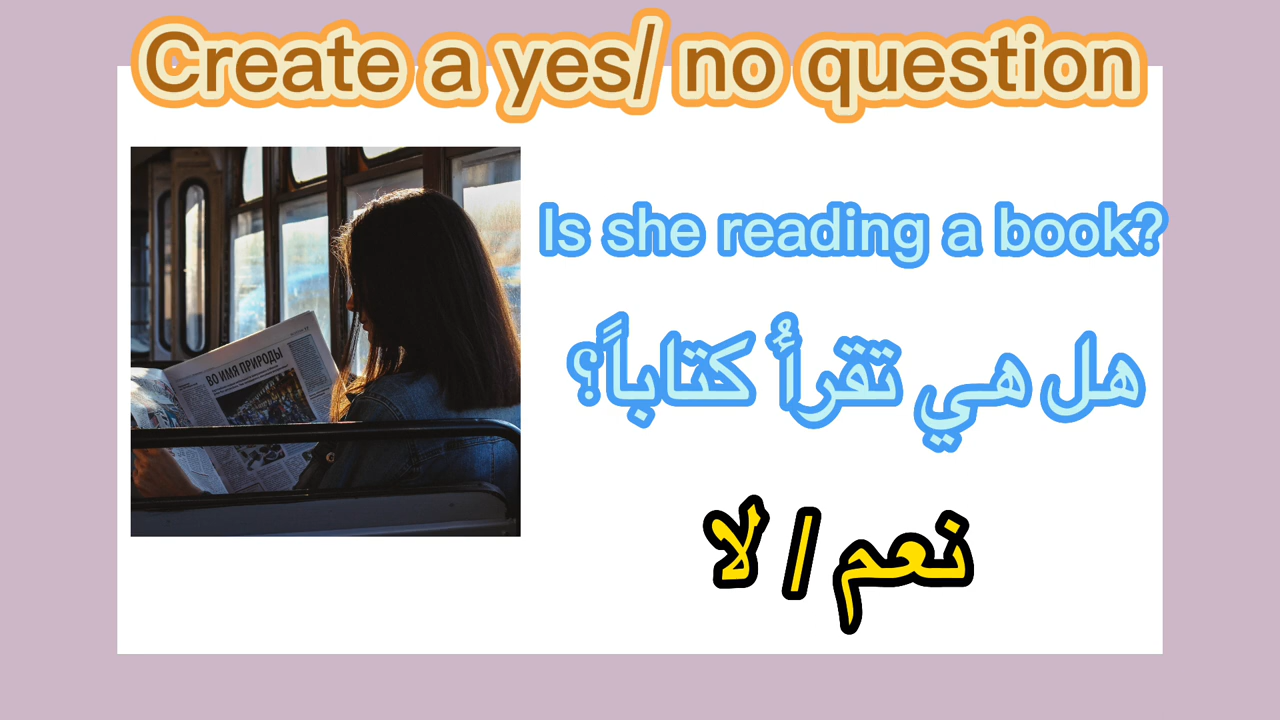 Create a yes/ no question
Is she reading a book?
هل هي تقرأُ كتاباً؟
نعم / لا
ВО ИМЯ ПРИРОДЫ